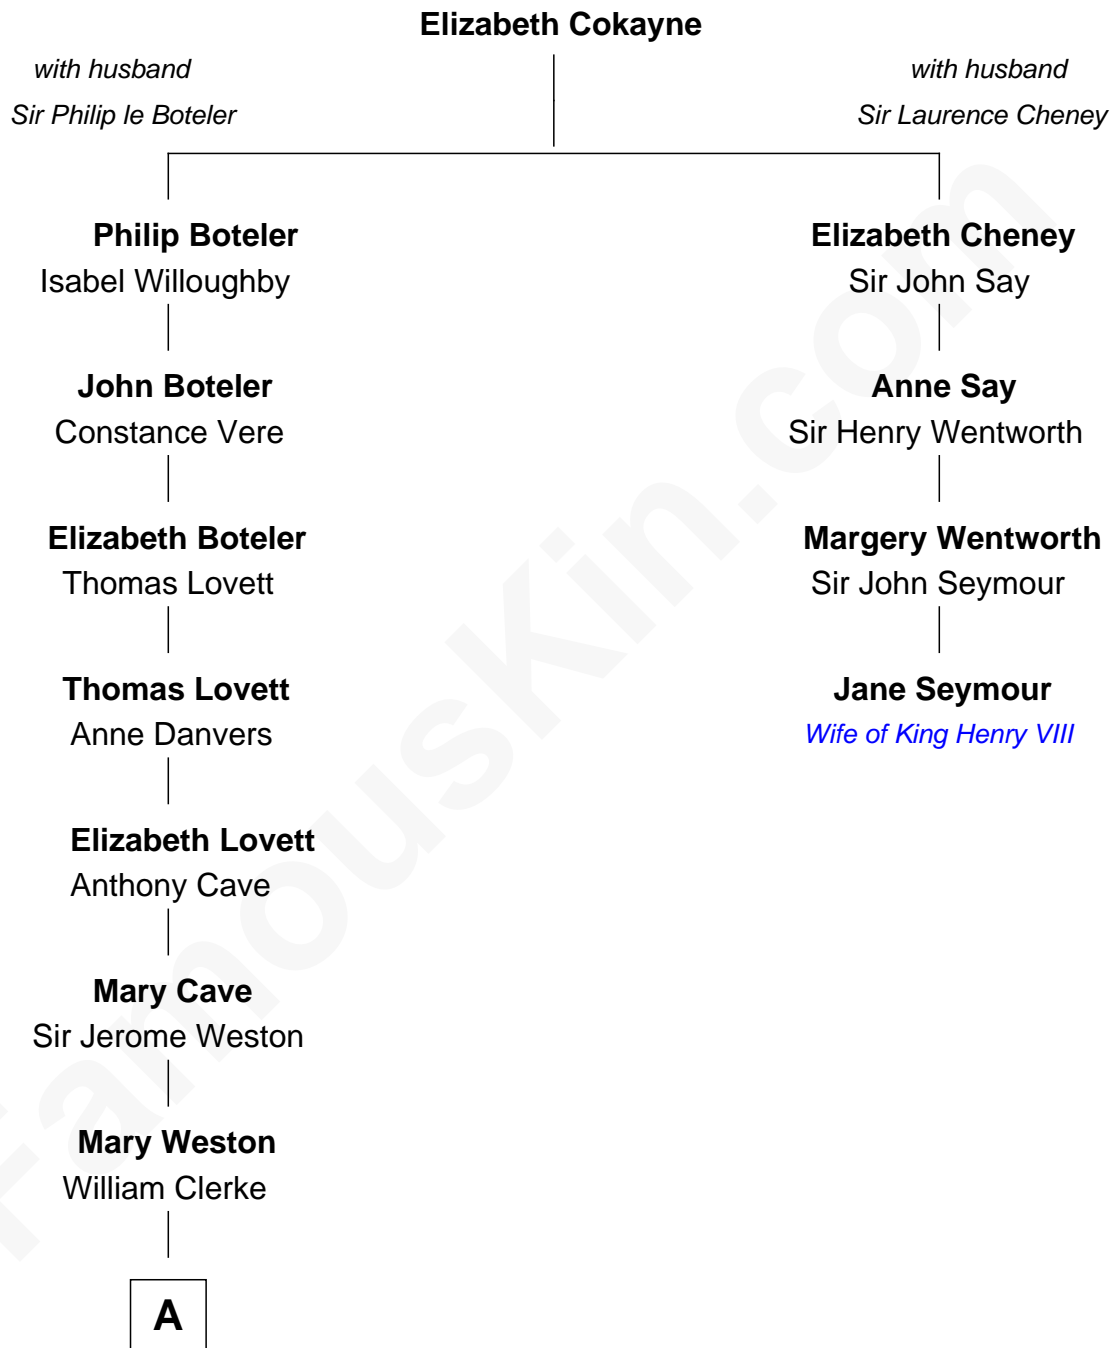 Elizabeth Cokayne
with husband
Sir Philip le Boteler
with husband
Sir Laurence Cheney
Philip Boteler
Isabel Willoughby
John Boteler
Constance Vere
Elizabeth Boteler
Thomas Lovett
Thomas Lovett
Anne Danvers
Elizabeth Lovett
Anthony Cave
Mary Cave
Sir Jerome Weston
Mary Weston
William Clerke
A
Elizabeth Cheney
Sir John Say
Anne Say
Sir Henry Wentworth
Margery Wentworth
Sir John Seymour
Jane Seymour
Wife of King Henry VIII
FamousKin.com